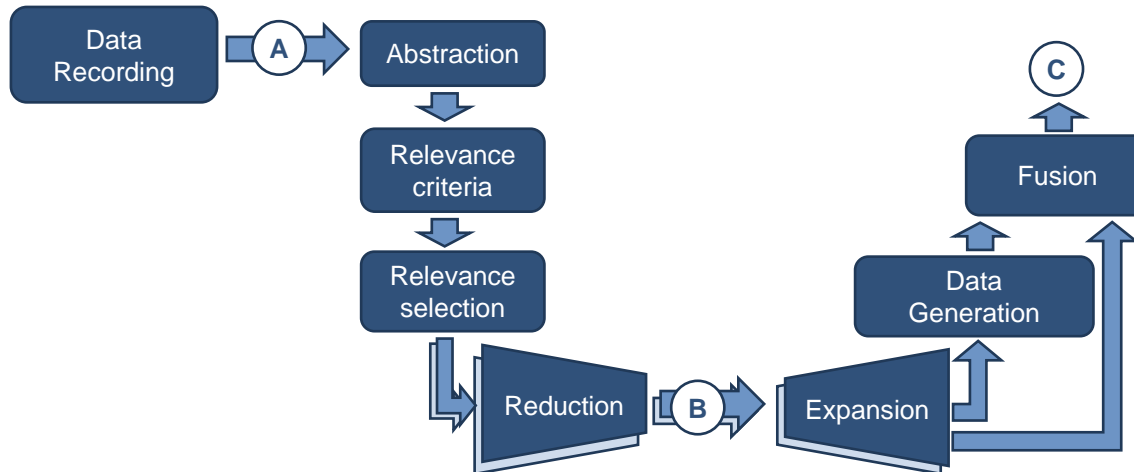 Data
Recording
A
Abstraction
Relevance
criteria
Relevance
selection
Reduction
B
Expansion
Data
Generation
Fusion
C